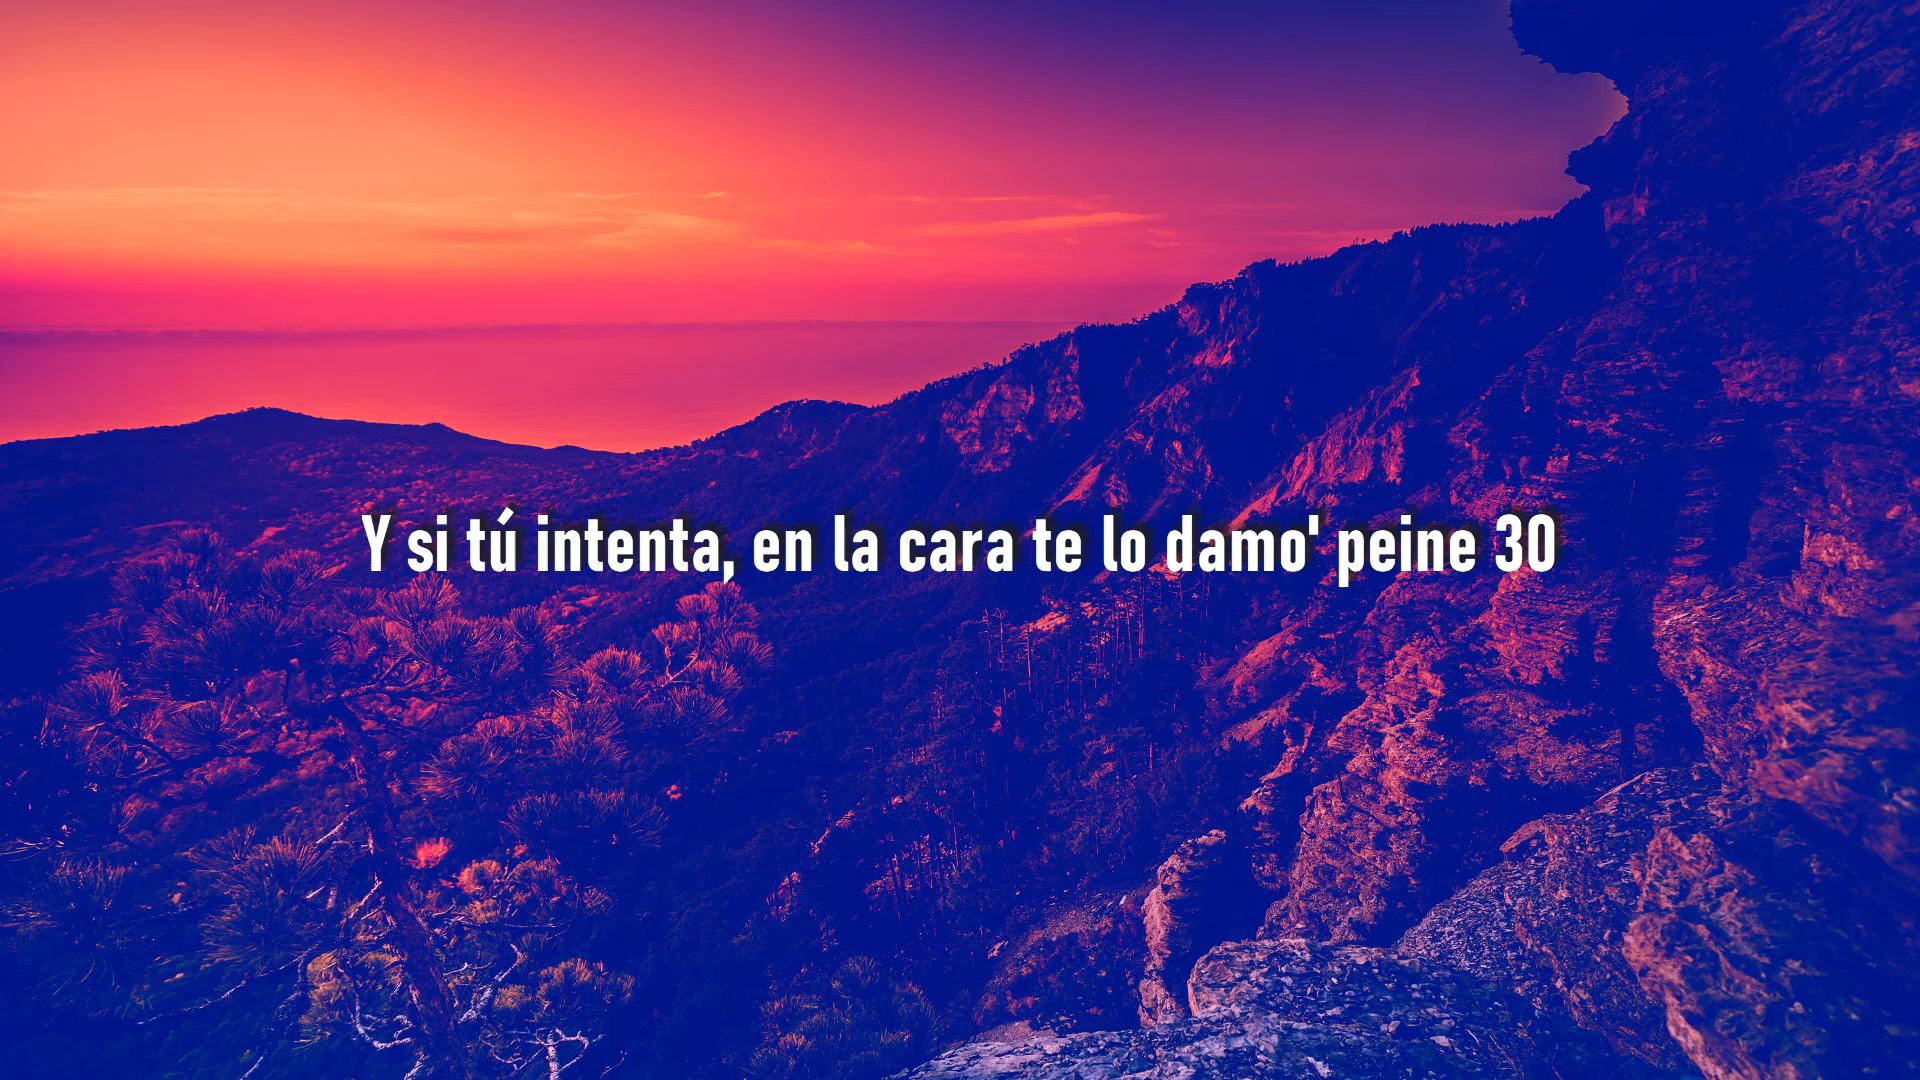 Y si tú intenta, en la cara te lo damo' peine 30